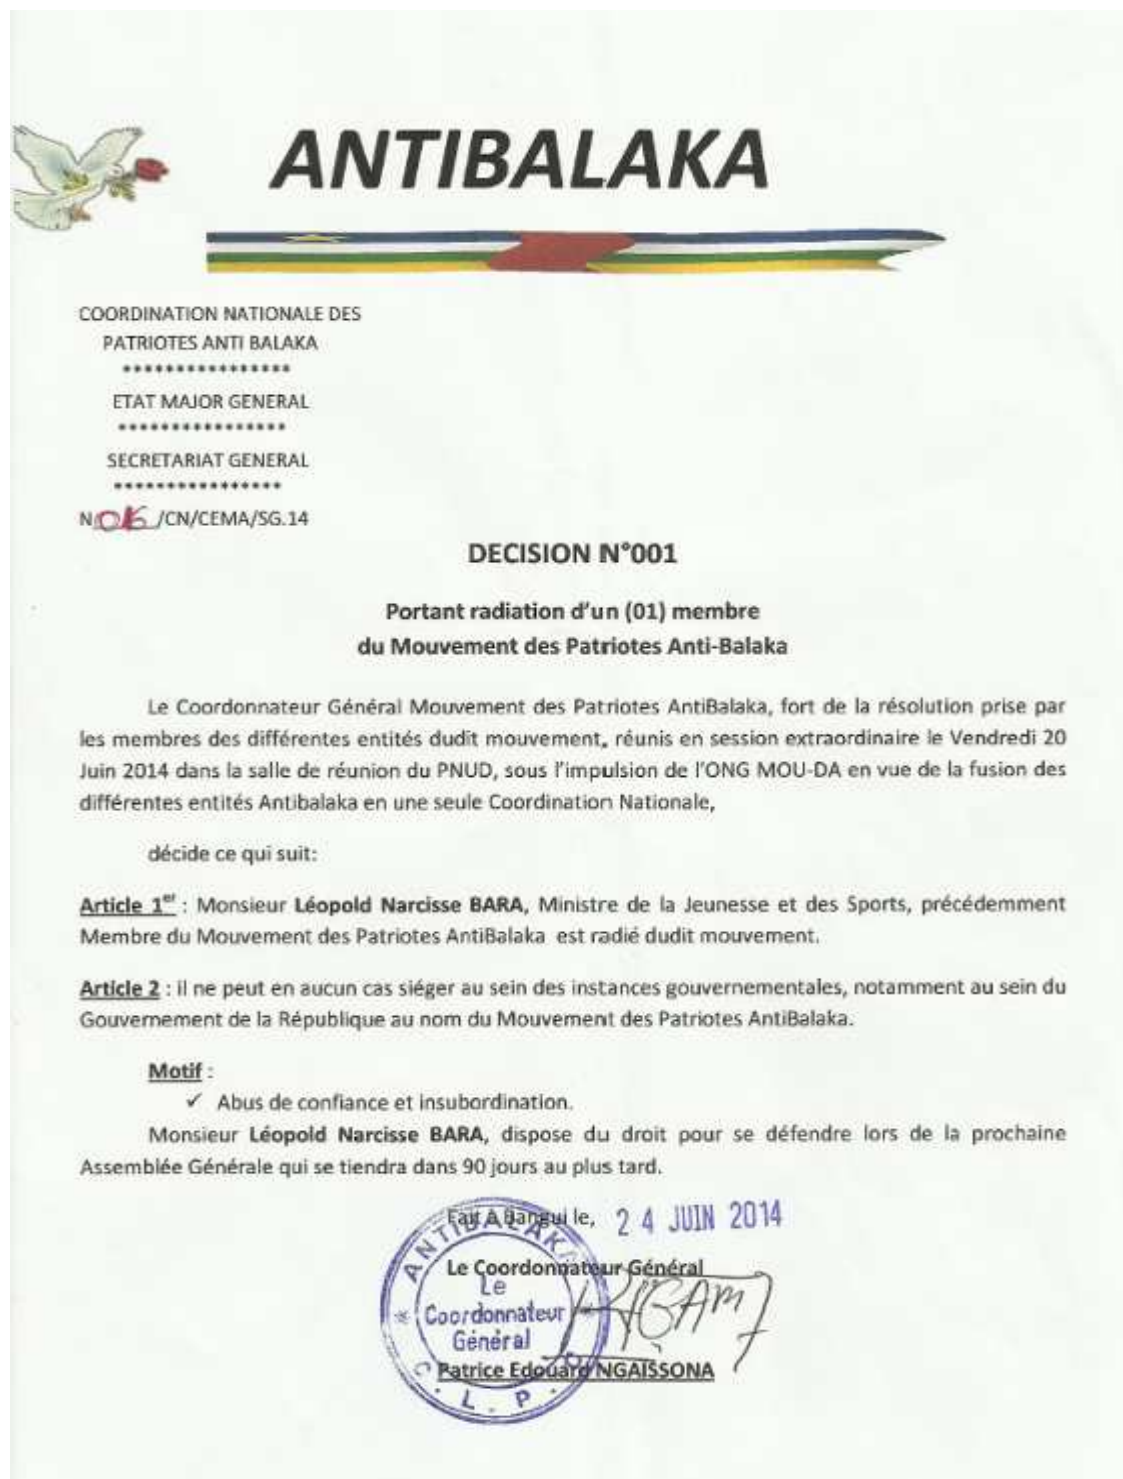 ANTIBALAKA
COORDINATION NATIONALE DES
PATRIOTES ANTI BALAKA
****************
ETAT MAJOR GENERAL
****************
SECRETARIAT GENERAL
****************
N /CN/CEMA/SG.14
DECISION N°001
Portant radiation d'un (01) membre
du Mouvement des Patriotes Anti-Balaka
Le Coordonnateur Général Mouvement des Patriotes AntiBalaka, fort de la résolution prise par
les membres des différentes entités dudit mouvement, réunis en session extraordinaire le Vendredi 20
Juin 2014 dans la salle de réunion du PNUD, sous l'impulsion de l'ONG MOU-DA en vue de la fusion des
différentes entités Antibalaka en une seule Coordination Nationale,
décide ce qui suit:
Article 1er : Monsieur Léopold Narcisse BARA, Ministre de la Jeunesse et des Sports, précédemment
Membre du Mouvement des Patriotes AntiBalaka est radié dudit mouvement.
Article 2 : il ne peut en aucun cas siéger au sein des instances gouvernementales, notamment au sein du
Gouvernement de la République au nom du Mouvement des Patriotes AntiBalaka.
Motif :
✓ Abus de confiance et insubordination.
Monsieur Léopold Narcisse BARA, dispose du droit pour se défendre lors de la prochaine
Assemblée Générale qui se tiendra dans 90 jours au plus tard.
Fait à Bangui le, 24 JUIN 2014
Le Coordonnateur Général
ANTIBALAKA
Le
Coordonnateur
Général
Patrice Edouard NGAISSONA